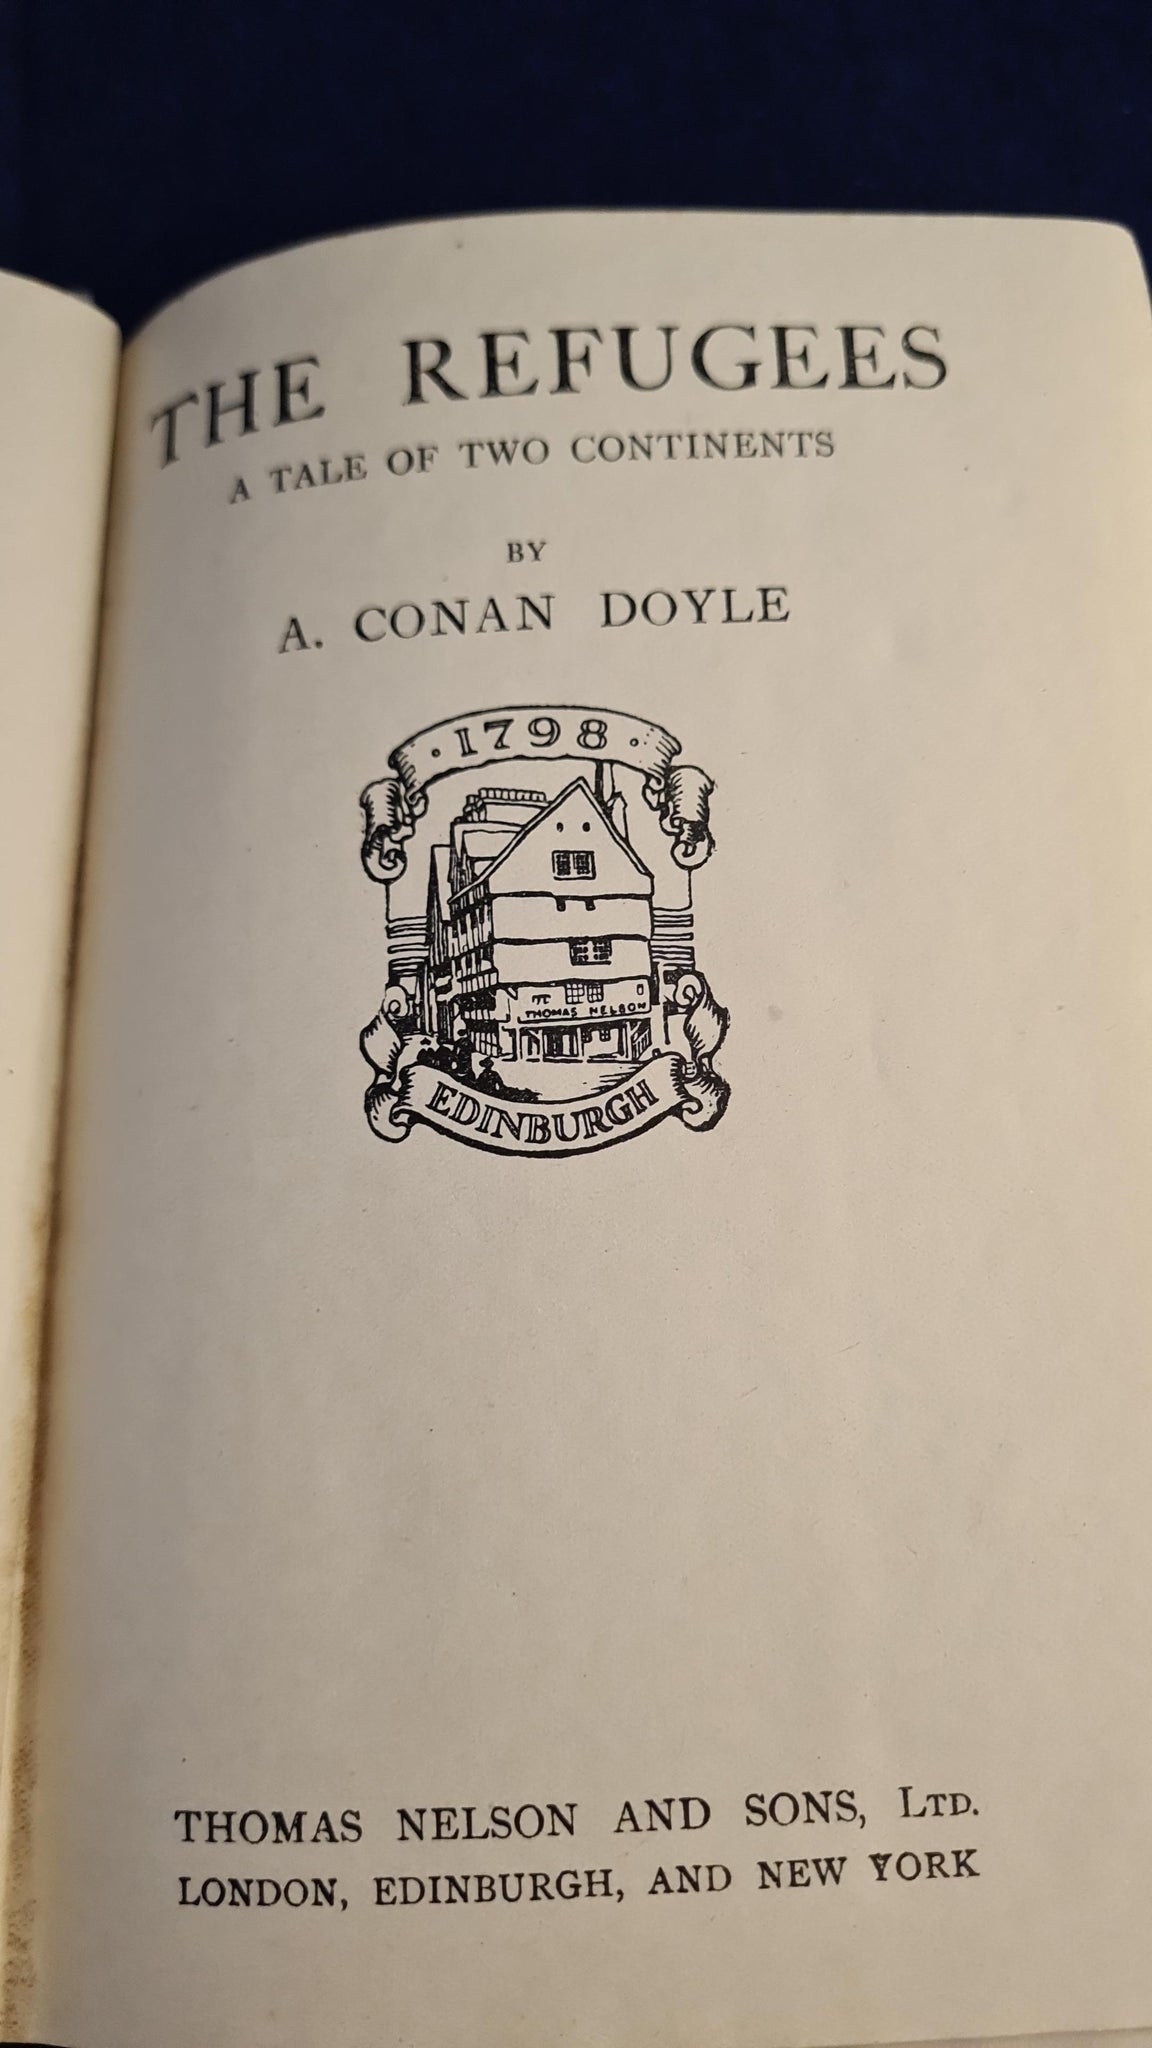 THE REFUGEES
A TALE OF TWO CONTINENTS
BY
A. CONAN DOYLE
· 1798 ·
THOMAS NELSON
EDINBURGH
THOMAS NELSON AND SONS, LTD.
LONDON, EDINBURGH, AND NEW YORK